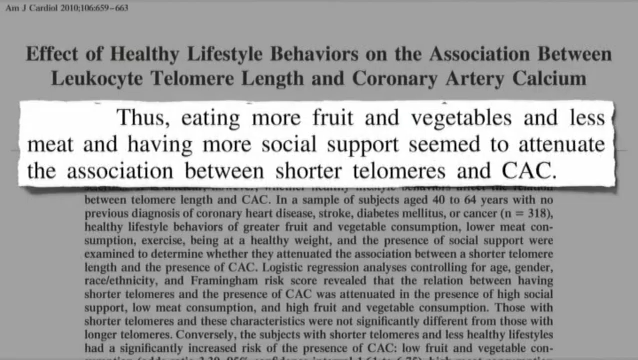 Am J Cardiol 2010;106:659–663
Effect of Healthy Lifestyle Behaviors on the Association Between
Leukocyte Telomere Length and Coronary Artery Calcium
Thus, eating more fruit and vegetables and less
meat and having more social support seemed to attenuate
the association between shorter telomeres and CAC.
between telomere length and CAC. In a sample of subjects aged 40 to 64 years with no
previous diagnosis of coronary heart disease, stroke, diabetes mellitus, or cancer (n = 318),
healthy lifestyle behaviors of greater fruit and vegetable consumption, lower meat con-
sumption, exercise, being at a healthy weight, and the presence of social support were
examined to determine whether they attenuated the association between a shorter telomere
length and the presence of CAC. Logistic regression analyses controlling for age, gender,
race/ethnicity, and Framingham risk score revealed that the relation between having
shorter telomeres and the presence of CAC was attenuated in the presence of high social
support, low meat consumption, and high fruit and vegetable consumption. Those with
shorter telomeres and these characteristics were not significantly different from those with
longer telomeres. Conversely, the subjects with shorter telomeres and less healthy lifestyles
had a significantly increased risk of the presence of CAC: low fruit and vegetable con-